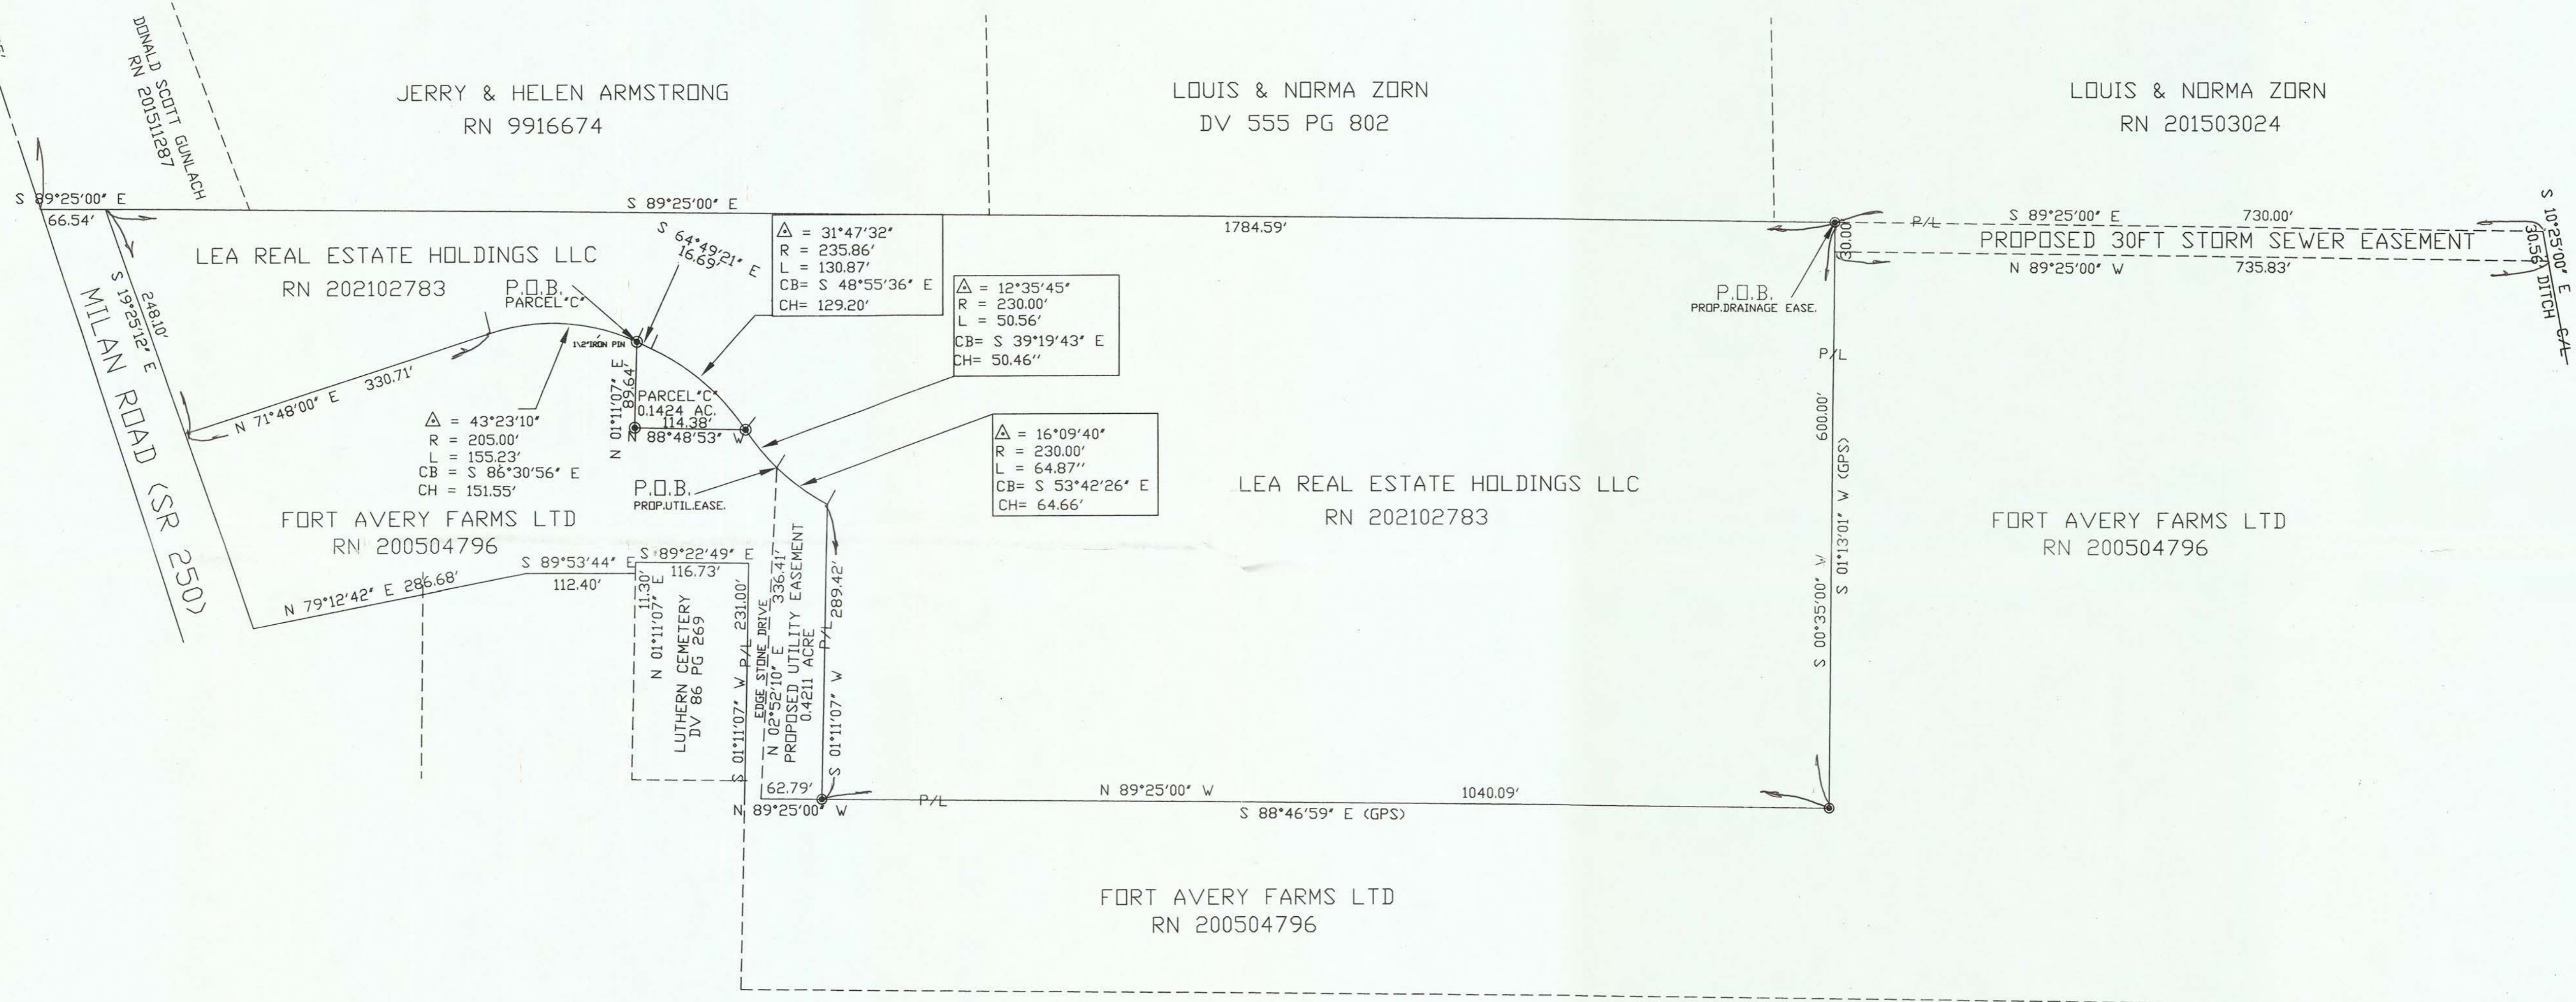 DONALD SCOTT GUNLACH
RN 201511287
JERRY & HELEN ARMSTRONG
RN 9916674
LOUIS & NORMA ZORN
DV 555 PG 802
LOUIS & NORMA ZORN
RN 201503024
S 89°25'00" E
66.54'
S 89°25'00" E
1784.59'
P/L
S 89°25'00" E 730.00'
PROPOSED 30FT STORM SEWER EASEMENT
N 89°25'00" W 735.83'
30.00'
S 10°25'00" E
30.56' DITCH C/L
P.O.B.
PROP.DRAINAGE EASE.
LEA REAL ESTATE HOLDINGS LLC
RN 202102783
P.O.B.
PARCEL"C"
1\2"IRON PIN
S 64°49'21" E
16.69'
△ = 31°47'32"
R = 235.86'
L = 130.87'
CB= S 48°55'36" E
CH= 129.20'
△ = 12°35'45"
R = 230.00'
L = 50.56'
CB= S 39°19'43" E
CH= 50.46''
△ = 16°09'40"
R = 230.00'
L = 64.87''
CB= S 53°42'26" E
CH= 64.66'
248.10'
S 19°25'12" E
MILAN ROAD (SR 250)
N 71°48'00" E 330.71'
△ = 43°23'10"
R = 205.00'
L = 155.23'
CB = S 86°30'56" E
CH = 151.55'
N 01°11'07" E
89.64'
PARCEL"C"
0.1424 AC.
114.38'
N 88°48'53" W
P.O.B.
PROP.UTIL.EASE.
FORT AVERY FARMS LTD
RN 200504796
N 79°12'42" E 286.68'
S 89°53'44" E
112.40'
S 89°22'49" E
116.73'
11.30'
N 01°11'07" E
LUTHERN CEMETERY
DV 86 PG 269
S 01°11'07" W P/L 231.00'
EDGE STONE DRIVE
N 02°52'10" E 336.41'
PROPOSED UTILITY EASEMENT
0.4211 ACRE
P/L
S 01°11'07" W 289.42'
62.79'
N 89°25'00" W
LEA REAL ESTATE HOLDINGS LLC
RN 202102783
P/L
S 00°35'00" W 600.00'
S 01°13'01" W (GPS)
FORT AVERY FARMS LTD
RN 200504796
P/L
N 89°25'00" W 1040.09'
S 88°46'59" E (GPS)
FORT AVERY FARMS LTD
RN 200504796